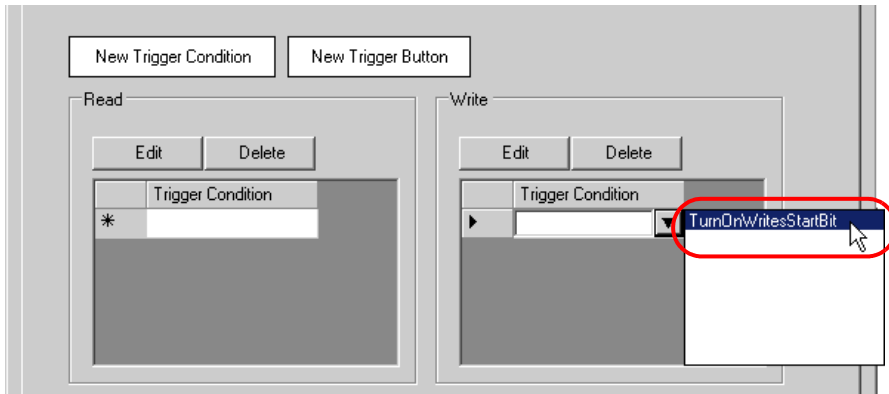 New Trigger Condition
New Trigger Button
Read
Edit
Delete
Trigger Condition
Write
Edit
Delete
Trigger Condition
TurnOnWritesStartBit